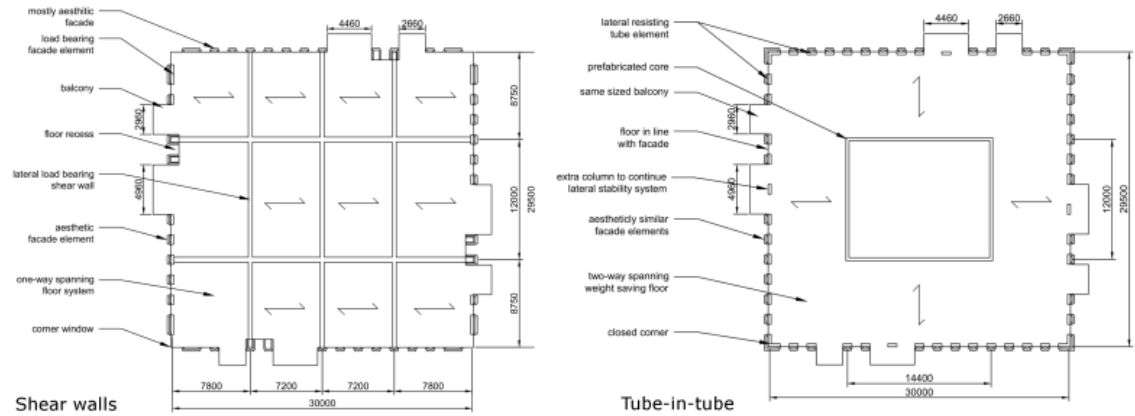 mostly aesthitic
facade
load bearing
facade element
balcony
floor recess
lateral load bearing
shear wall
aesthetic
facade element
one-way spanning
floor system
corner window
4460
2660
2960
4960
8750
12000
8750
29500
7800
7200
7200
7800
30000
Shear walls
lateral resisting
tube element
prefabricated core
same sized balcony
floor in line
with facade
extra column to continue
lateral stability system
aestheticly similar
facade elements
two-way spanning
weight saving floor
closed corner
4460
2660
2960
4960
12000
29500
14400
30000
Tube-in-tube